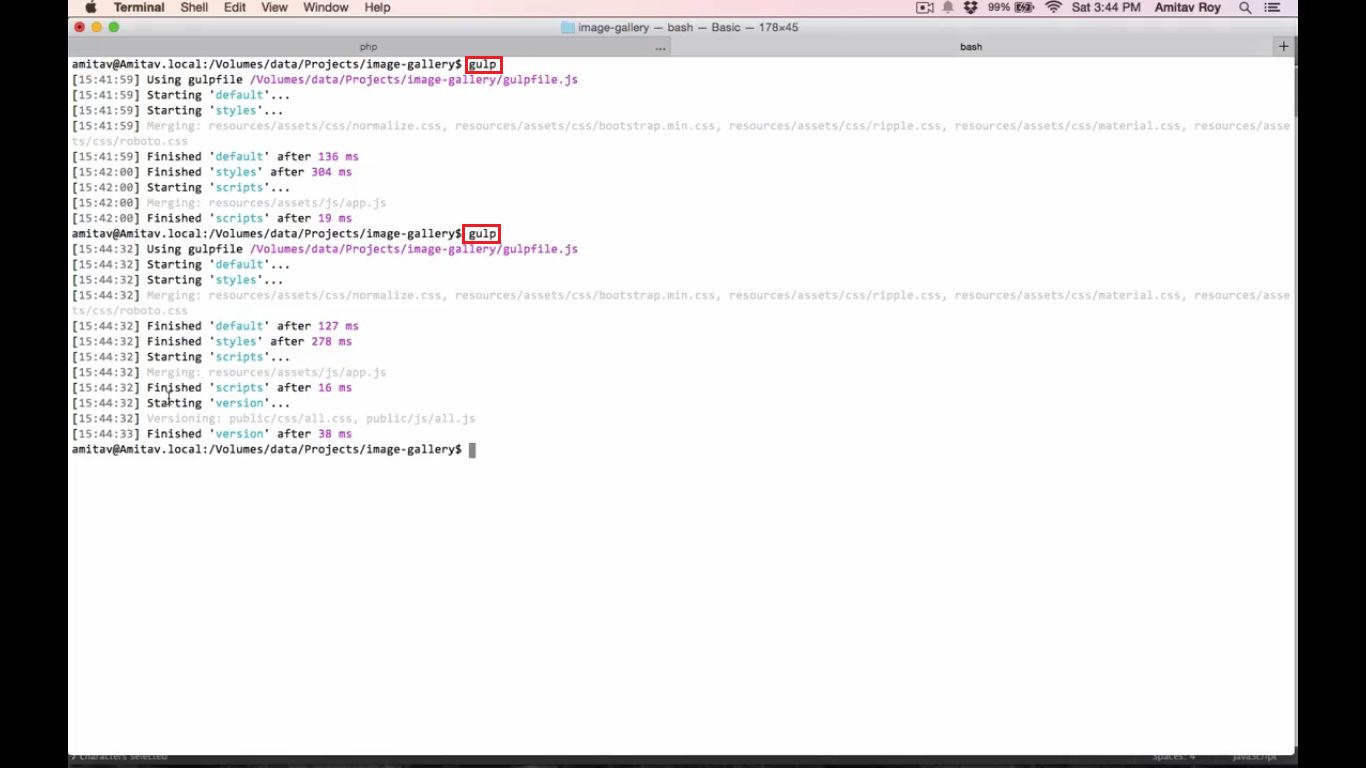 Terminal Shell Edit View Window Help 99% Sat 3:44 PM Amitav Roy
image-gallery — bash — Basic — 178×45
php ... bash +
amitav@Amitav.local:/Volumes/data/Projects/image-gallery$ gulp
[15:41:59] Using gulpfile /Volumes/data/Projects/image-gallery/gulpfile.js
[15:41:59] Starting 'default'...
[15:41:59] Starting 'styles'...
[15:41:59] Merging: resources/assets/css/normalize.css, resources/assets/css/bootstrap.min.css, resources/assets/css/ripple.css, resources/assets/css/material.css, resources/asse
ts/css/roboto.css
[15:41:59] Finished 'default' after 136 ms
[15:42:00] Finished 'styles' after 304 ms
[15:42:00] Starting 'scripts'...
[15:42:00] Merging: resources/assets/js/app.js
[15:42:00] Finished 'scripts' after 19 ms
amitav@Amitav.local:/Volumes/data/Projects/image-gallery$ gulp
[15:44:32] Using gulpfile /Volumes/data/Projects/image-gallery/gulpfile.js
[15:44:32] Starting 'default'...
[15:44:32] Starting 'styles'...
[15:44:32] Merging: resources/assets/css/normalize.css, resources/assets/css/bootstrap.min.css, resources/assets/css/ripple.css, resources/assets/css/material.css, resources/asse
ts/css/roboto.css
[15:44:32] Finished 'default' after 127 ms
[15:44:32] Finished 'styles' after 278 ms
[15:44:32] Starting 'scripts'...
[15:44:32] Merging: resources/assets/js/app.js
[15:44:32] Finished 'scripts' after 16 ms
[15:44:32] Starting 'version'...
[15:44:32] Versioning: public/css/all.css, public/js/all.js
[15:44:33] Finished 'version' after 38 ms
amitav@Amitav.local:/Volumes/data/Projects/image-gallery$
7 characters selected Spaces: 4 JavaScript